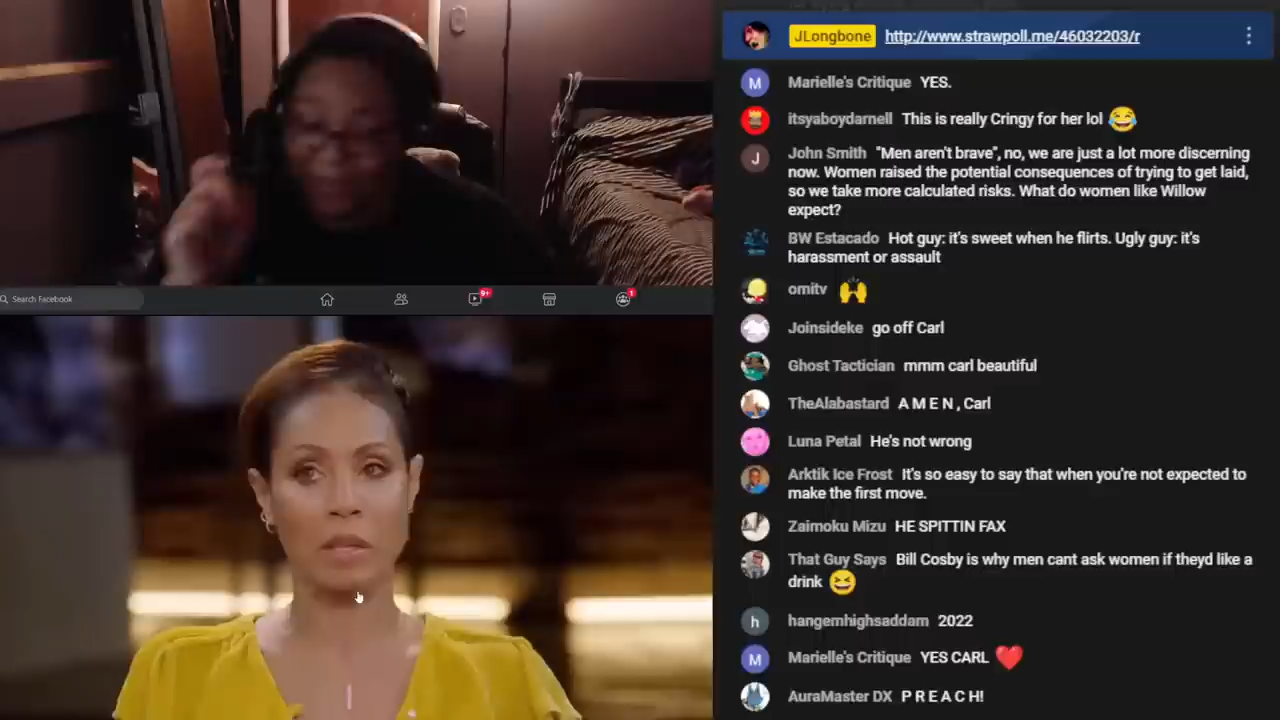 JLongbone http://www.strawpoll.me/46032203/r
M Marielle's Critique YES.
itsyaboydarnell This is really Cringy for her lol 😂
J John Smith "Men aren't brave", no, we are just a lot more discerning
now. Women raised the potential consequences of trying to get laid,
so we take more calculated risks. What do women like Willow
expect?
BW Estacado Hot guy: it's sweet when he flirts. Ugly guy: it's
harassment or assault
omitv 🙌
Joinsideke go off Carl
Ghost Tactician mmm carl beautiful
TheAlabastard A M E N , Carl
Luna Petal He's not wrong
Arktik Ice Frost It's so easy to say that when you're not expected to
make the first move.
Zaimoku Mizu HE SPITTIN FAX
That Guy Says Bill Cosby is why men cant ask women if theyd like a
drink 😆
h hangemhighsaddam 2022
M Marielle's Critique YES CARL ❤️
AuraMaster DX P R E A C H!
Search Facebook
9+
1